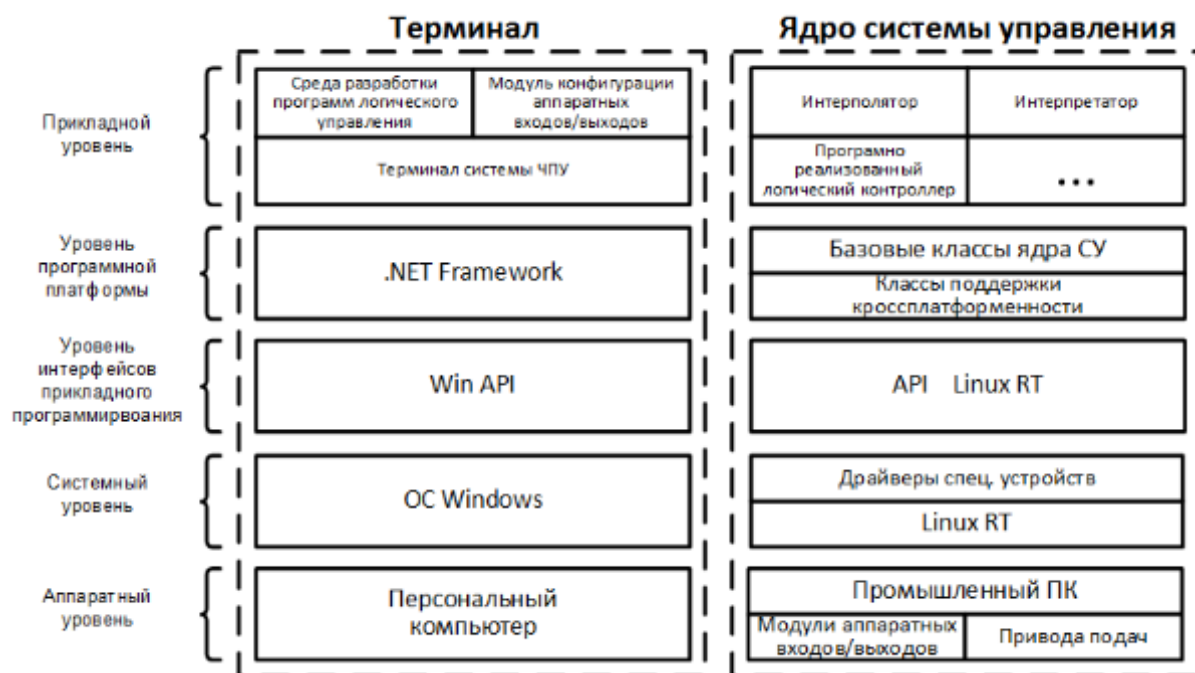 Терминал
Ядро системы управления
Прикладной
уровень
Среда разработки
программ логического
управления
Модуль конфигурации
аппаратных
входов/выходов
Терминал системы ЧПУ
Интерполятор
Интерпретатор
Програмно
реализованный
логический контроллер
...
Уровень
программной
платформы
.NET Framework
Базовые классы ядра СУ
Классы поддержки
кроссплатформенности
Уровень
интерфейсов
прикладного
программирвоания
Win API
API Linux RT
Системный
уровень
ОС Windows
Драйверы спец. устройств
Linux RT
Аппаратный
уровень
Персональный
компьютер
Промышленный ПК
Модули аппаратных
входов/выходов
Привода подач